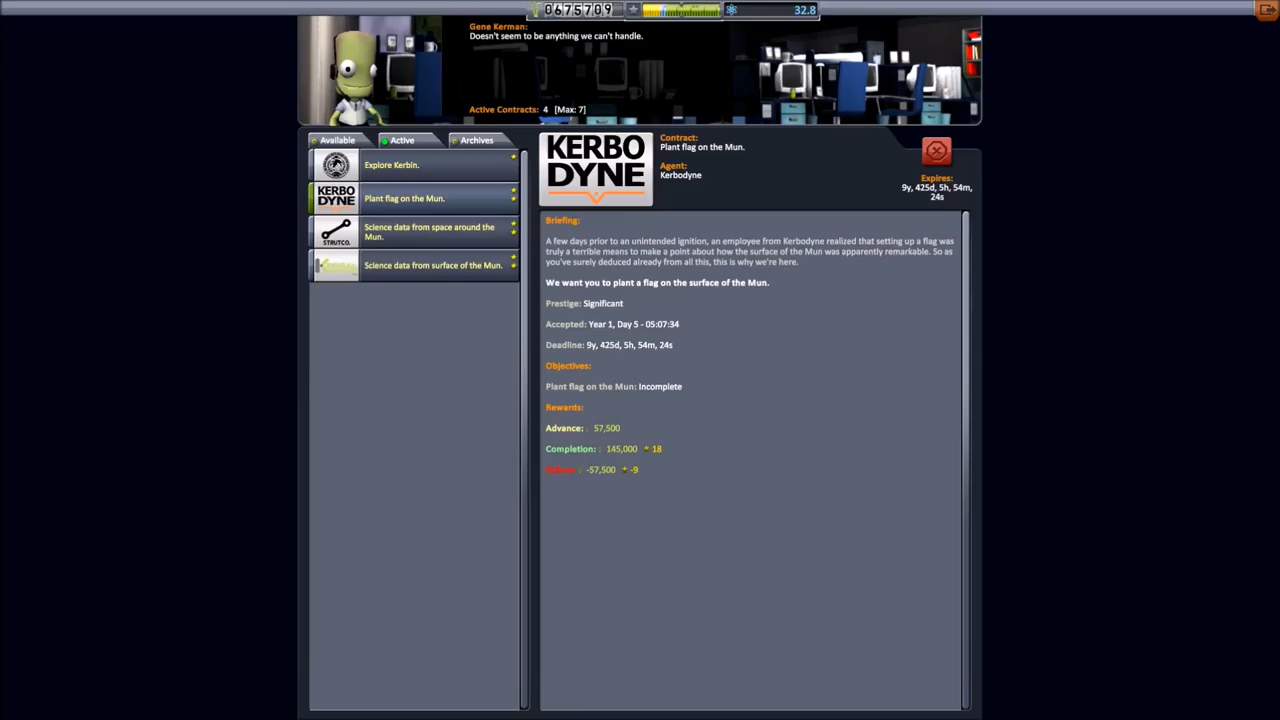 0675709
32.8
Gene Kerman:
Doesn't seem to be anything we can't handle.
Active Contracts: 4 [Max: 7]
Available
Active
Archives
Explore Kerbin.
KERBO
DYNE
Plant flag on the Mun.
STRUTCO.
Science data from space around the
Mun.
Science data from surface of the Mun.
KERBO
DYNE
Contract:
Plant flag on the Mun.
Agent:
Kerbodyne
Expires:
9y, 425d, 5h, 54m,
24s
Briefing:
A few days prior to an unintended ignition, an employee from Kerbodyne realized that setting up a flag was
truly a terrible means to make a point about how the surface of the Mun was apparently remarkable. So as
you've surely deduced already from all this, this is why we're here.
We want you to plant a flag on the surface of the Mun.
Prestige: Significant
Accepted: Year 1, Day 5 - 05:07:34
Deadline: 9y, 425d, 5h, 54m, 24s
Objectives:
Plant flag on the Mun: Incomplete
Rewards:
Advance: 57,500
Completion: 145,000 18
Failure: -57,500 -9